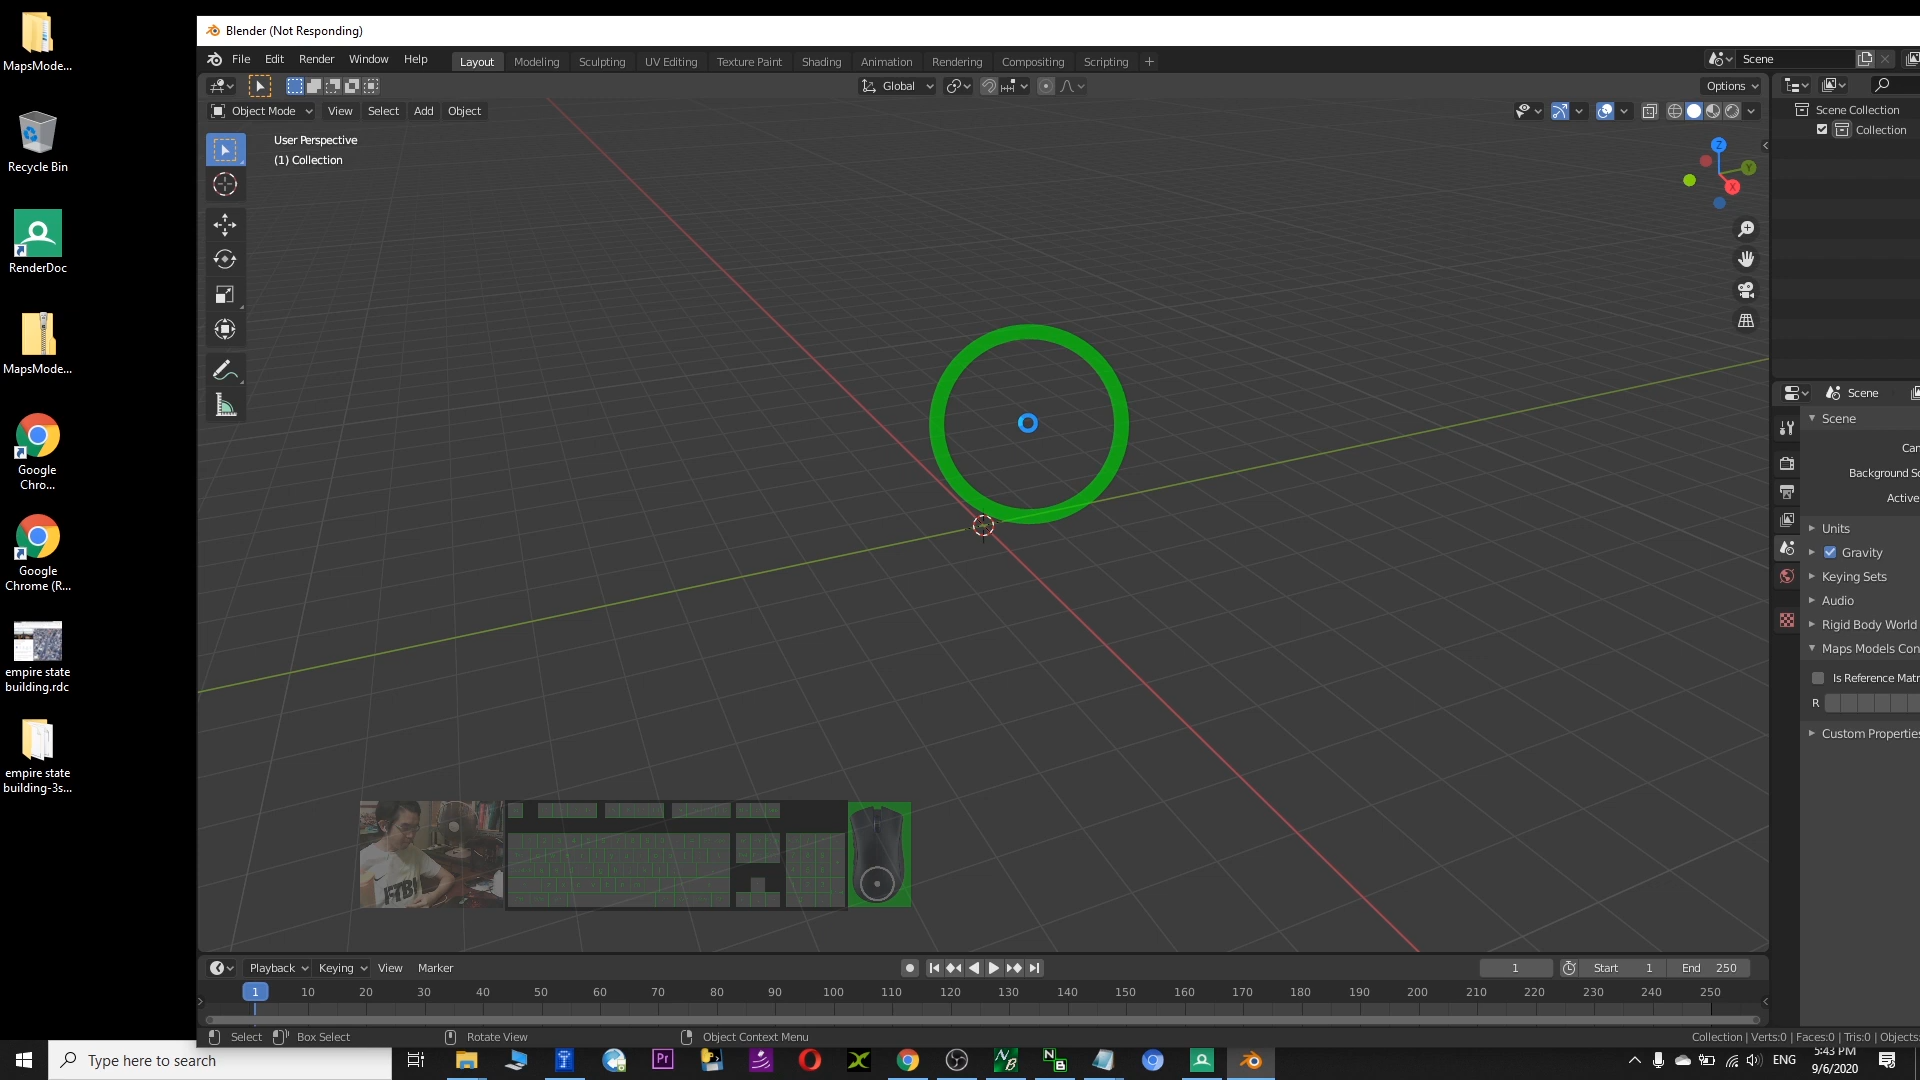 MapsMode...
Recycle Bin
RenderDoc
MapsMode...
Google
Chro...
Google
Chrome (R...
empire state
building.rdc
empire state
building-3s...
Blender (Not Responding)
File Edit Render Window Help
Layout Modeling Sculpting UV Editing Texture Paint Shading Animation Rendering Compositing Scripting +
Scene
Global
Options
Object Mode View Select Add Object
User Perspective
(1) Collection
Z
Y
X
Scene Collection
Collection
Scene
Scene
Background Sc
Active
Units
Gravity
Keying Sets
Audio
Rigid Body World
Maps Models Con
Is Reference Matr
R
Custom Properties
FTBI
Playback Keying View Marker
1 Start 1 End 250
1 10 20 30 40 50 60 70 80 90 100 110 120 130 140 150 160 170 180 190 200 210 220 230 240 250
Select Box Select Rotate View Object Context Menu
Collection | Verts:0 | Faces:0 | Tris:0 | Objects:
Type here to search
Pr
ENG
5:43 PM
9/6/2020